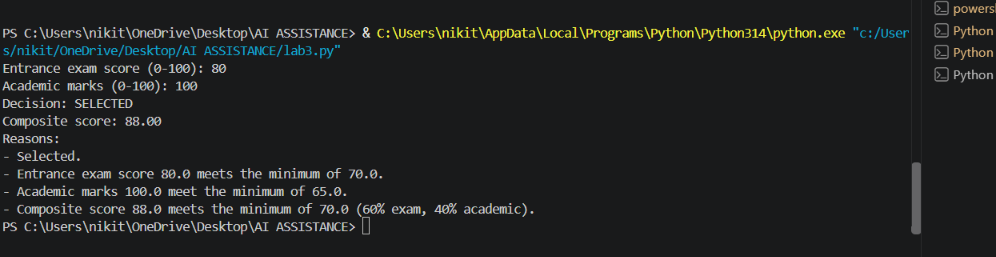 PS C:\Users\nikit\OneDrive\Desktop\AI ASSISTANCE> & C:\Users\nikit\AppData\Local\Programs\Python\Python314\python.exe "c:/User
s/nikit/OneDrive/Desktop/AI ASSISTANCE/lab3.py"
Entrance exam score (0-100): 80
Academic marks (0-100): 100
Decision: SELECTED
Composite score: 88.00
Reasons:
- Selected.
- Entrance exam score 80.0 meets the minimum of 70.0.
- Academic marks 100.0 meet the minimum of 65.0.
- Composite score 88.0 meets the minimum of 70.0 (60% exam, 40% academic).
PS C:\Users\nikit\OneDrive\Desktop\AI ASSISTANCE>
powersh
Python
Python
Python